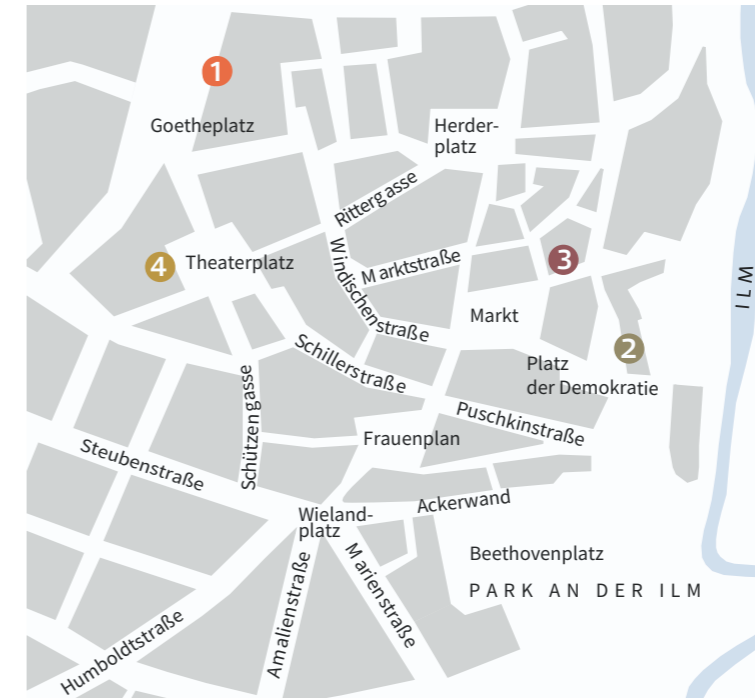 1
Goetheplatz
Herder-
platz
Rittergasse
4
Theaterplatz
Windischenstraße
Marktstraße
3
ILM
Markt
2
Schillerstraße
Platz
der Demokratie
Schützengasse
Puschkinstraße
Frauenplan
Steubenstraße
Ackerwand
Wieland-
platz
Marienstraße
Amalienstraße
Beethovenplatz
PARK AN DER ILM
Humboldtstraße